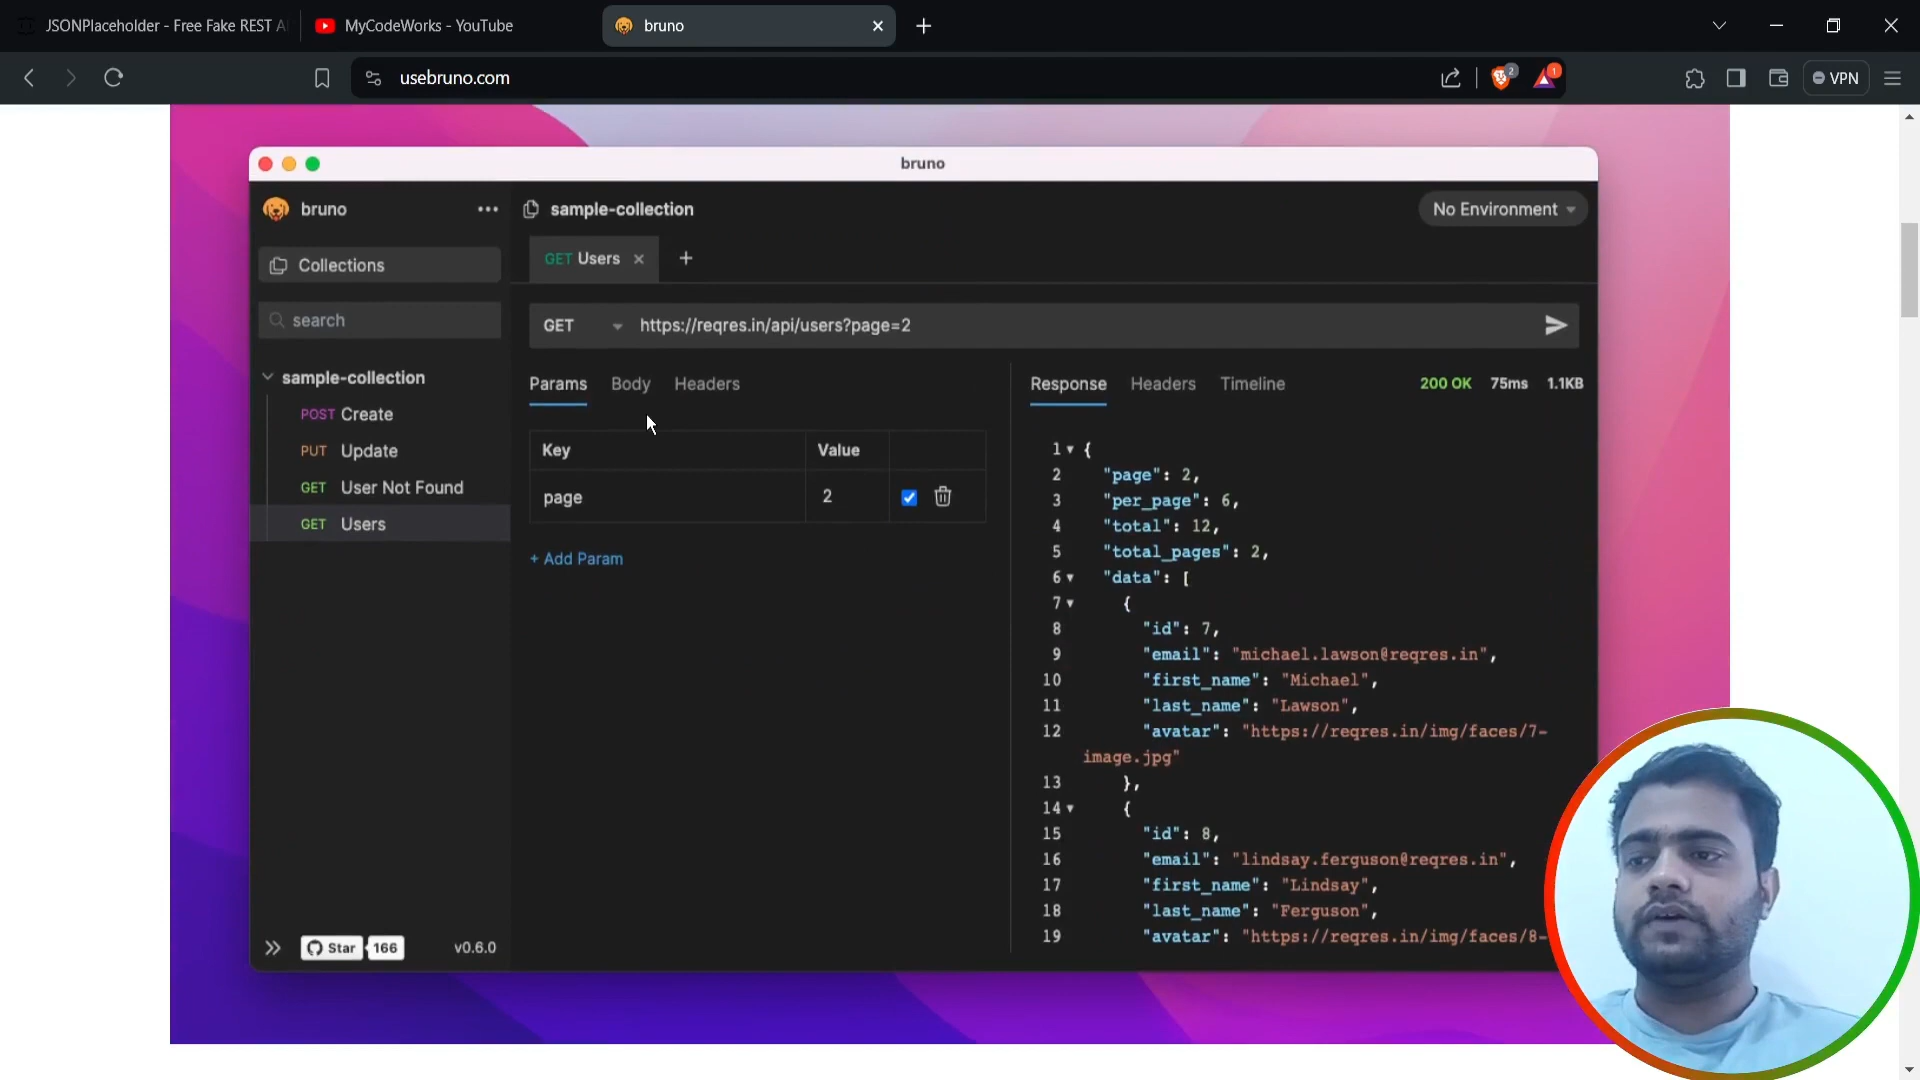 JSONPlaceholder - Free Fake REST A
MyCodeWorks - YouTube
bruno
usebruno.com
2
1
VPN
bruno
bruno
sample-collection
No Environment
Collections
GET Users
search
GET https://reqres.in/api/users?page=2
sample-collection
POST Create
PUT Update
GET User Not Found
GET Users
Params Body Headers
Key Value
page 2
+ Add Param
Response Headers Timeline 200 OK 75ms 1.1KB
1 {
2 "page": 2,
3 "per_page": 6,
4 "total": 12,
5 "total_pages": 2,
6 "data": [
7 {
8 "id": 7,
9 "email": "michael.lawson@reqres.in",
10 "first_name": "Michael",
11 "last_name": "Lawson",
12 "avatar": "https://reqres.in/img/faces/7-
image.jpg"
13 },
14 {
15 "id": 8,
16 "email": "lindsay.ferguson@reqres.in",
17 "first_name": "Lindsay",
18 "last_name": "Ferguson",
19 "avatar": "https://reqres.in/img/faces/8-
Star 166 v0.6.0